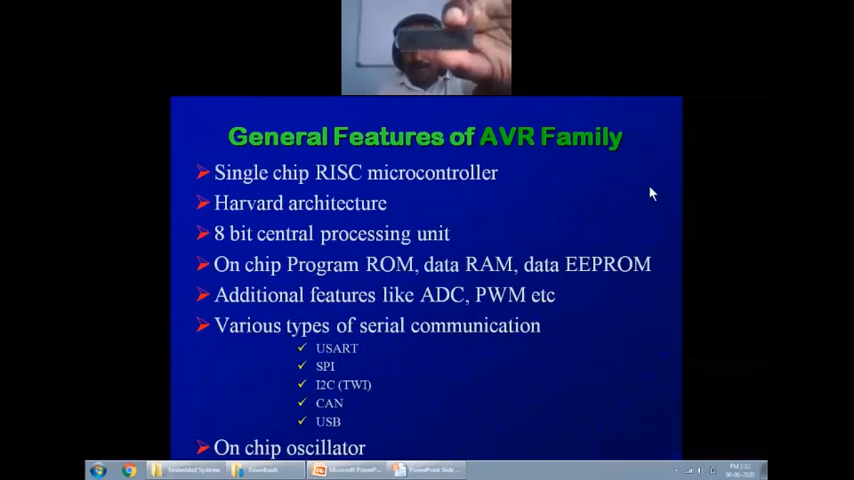 General Features of AVR Family
Single chip RISC microcontroller
Harvard architecture
8 bit central processing unit
On chip Program ROM, data RAM, data EEPROM
Additional features like ADC, PWM etc
Various types of serial communication
USART
SPI
I2C (TWI)
CAN
USB
On chip oscillator
Embedded Systems
Downloads
Microsoft PowerP...
PowerPoint Slide ...
PM 1:12
06-06-2020